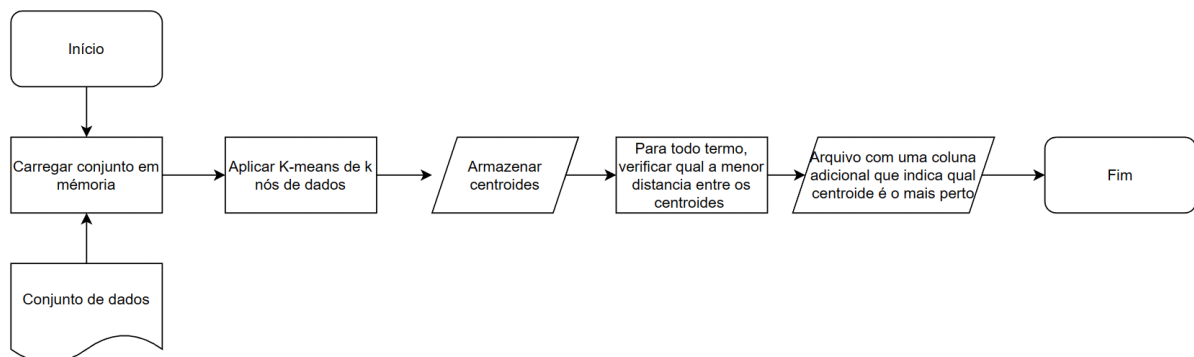 Início
Carregar conjunto em
mémoria
Aplicar K-means de k
nós de dados
Armazenar
centroides
Para todo termo,
verificar qual a menor
distancia entre os
centroides
Arquivo com uma coluna
adicional que indica qual
centroide é o mais perto
Fim
Conjunto de dados